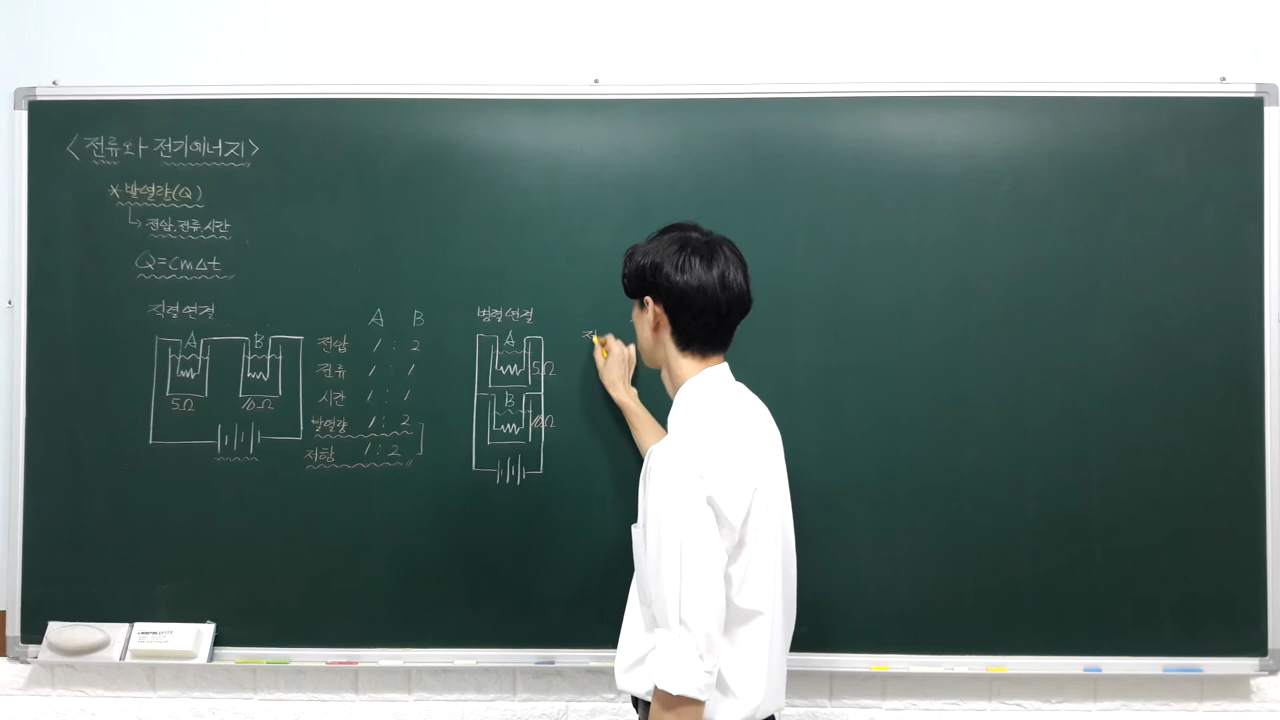 <전류와 전기에너지>
*발열량(Q)
전압, 전류, 시간
Q=cmΔt
직렬연결
A B
5Ω 10Ω
A B
전압 1 : 2
전류 1 : 1
시간 1 : 1
발열량 1 : 2
저항 1 : 2
병렬연결
A
5Ω
B
10Ω